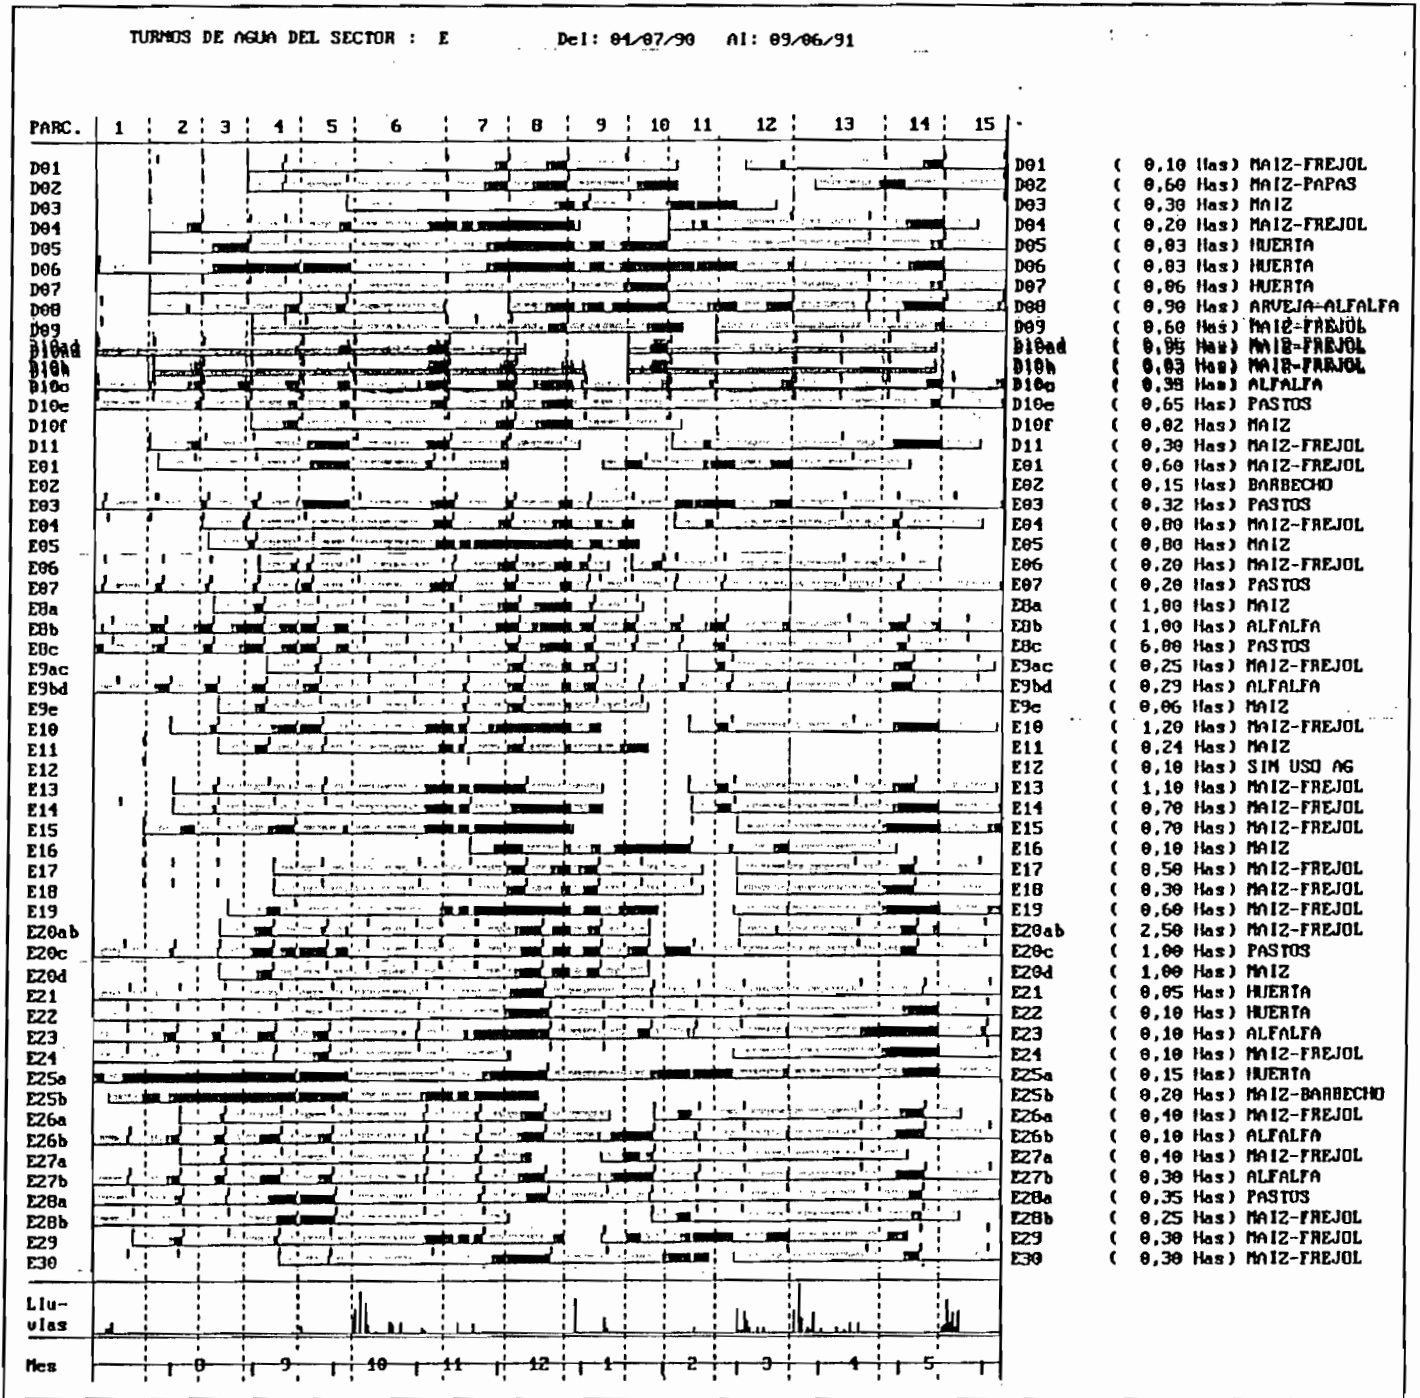 TURNOS DE AGUA DEL SECTOR : E Del: 04/07/90 Al: 09/06/91
PARC. 1 2 3 4 5 6 7 8 9 10 11 12 13 14 15
D01 D01 ( 0,10 Has) MAIZ-FREJOL
D02 D02 ( 0,60 Has) MAIZ-PAPAS
D03 D03 ( 0,30 Has) MAIZ
D04 D04 ( 0,20 Has) MAIZ-FREJOL
D05 D05 ( 0,03 Has) HUERTA
D06 D06 ( 0,03 Has) HUERTA
D07 D07 ( 0,06 Has) HUERTA
D08 D08 ( 0,90 Has) ARVEJA-ALFALFA
D09 D09 ( 0,60 Has) MAIZ-FREJOL
D10ad D10ad ( Has) MAIZ-FREJOL
D10b D10b ( 0,03 Has) MAIZ-FREJOL
D10c D10c ( 0,38 Has) ALFALFA
D10e D10e ( 0,65 Has) PASTOS
D10f D10f ( 0,02 Has) MAIZ
D11 D11 ( 0,30 Has) MAIZ-FREJOL
E01 E01 ( 0,60 Has) MAIZ-FREJOL
E02 E02 ( 0,15 Has) BARBECHO
E03 E03 ( 0,32 Has) PASTOS
E04 E04 ( 0,80 Has) MAIZ-FREJOL
E05 E05 ( 0,80 Has) MAIZ
E06 E06 ( 0,20 Has) MAIZ-FREJOL
E07 E07 ( 0,20 Has) PASTOS
E8a E8a ( 1,00 Has) MAIZ
E8b E8b ( 1,00 Has) ALFALFA
E8c E8c ( 6,00 Has) PASTOS
E9ac E9ac ( 0,25 Has) MAIZ-FREJOL
E9bd E9bd ( 0,29 Has) ALFALFA
E9e E9e ( 0,06 Has) MAIZ
E10 E10 ( 1,20 Has) MAIZ-FREJOL
E11 E11 ( 0,24 Has) MAIZ
E12 E12 ( 0,10 Has) SIN USO AG
E13 E13 ( 1,10 Has) MAIZ-FREJOL
E14 E14 ( 0,70 Has) MAIZ-FREJOL
E15 E15 ( 0,70 Has) MAIZ-FREJOL
E16 E16 ( 0,10 Has) MAIZ
E17 E17 ( 0,50 Has) MAIZ-FREJOL
E18 E18 ( 0,30 Has) MAIZ-FREJOL
E19 E19 ( 0,60 Has) MAIZ-FREJOL
E20ab E20ab ( 2,50 Has) MAIZ-FREJOL
E20c E20c ( 1,00 Has) PASTOS
E20d E20d ( 1,00 Has) MAIZ
E21 E21 ( 0,05 Has) HUERTA
E22 E22 ( 0,10 Has) HUERTA
E23 E23 ( 0,10 Has) ALFALFA
E24 E24 ( 0,10 Has) MAIZ-FREJOL
E25a E25a ( 0,15 Has) HUERTA
E25b E25b ( 0,20 Has) MAIZ-BARBECHO
E26a E26a ( 0,40 Has) MAIZ-FREJOL
E26b E26b ( 0,10 Has) ALFALFA
E27a E27a ( 0,40 Has) MAIZ-FREJOL
E27b E27b ( 0,30 Has) ALFALFA
E28a E28a ( 0,35 Has) PASTOS
E28b E28b ( 0,25 Has) MAIZ-FREJOL
E29 E29 ( 0,30 Has) MAIZ-FREJOL
E30 E30 ( 0,30 Has) MAIZ-FREJOL
Llu-
vias
Mes 8 9 10 11 12 1 2 3 4 5